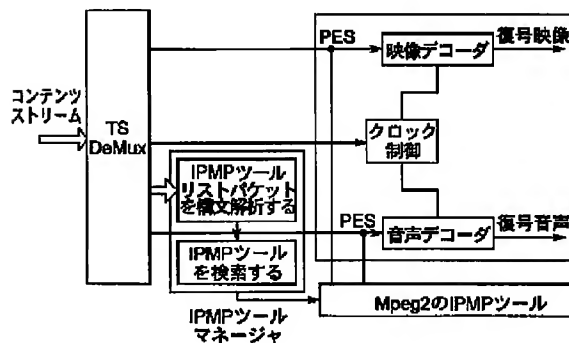 PES
映像デコーダ
復号映像
コンテンツ
ストリーム
TS
DeMux
クロック
制御
IPMPツール
リストパケット
を構文解析する
PES
音声デコーダ
復号音声
IPMPツール
を検索する
IPMPツール
マネージャ
Mpeg2のIPMPツール